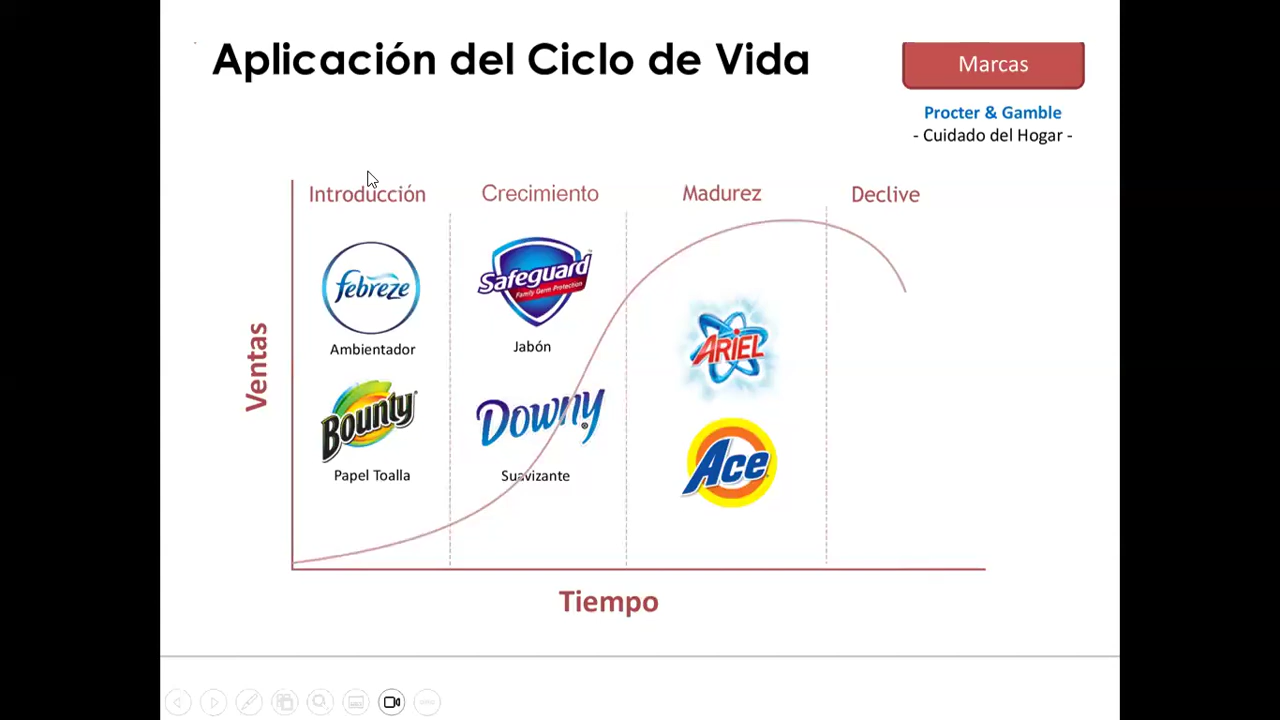 Aplicación del Ciclo de Vida
Marcas
Procter & Gamble
- Cuidado del Hogar -
Introducción
Crecimiento
Madurez
Declive
febreze
Ambientador
Bounty
Papel Toalla
Safeguard
Family Germ Protection
Jabón
Downy
Suavizante
ARIEL
Ace
Ventas
Tiempo